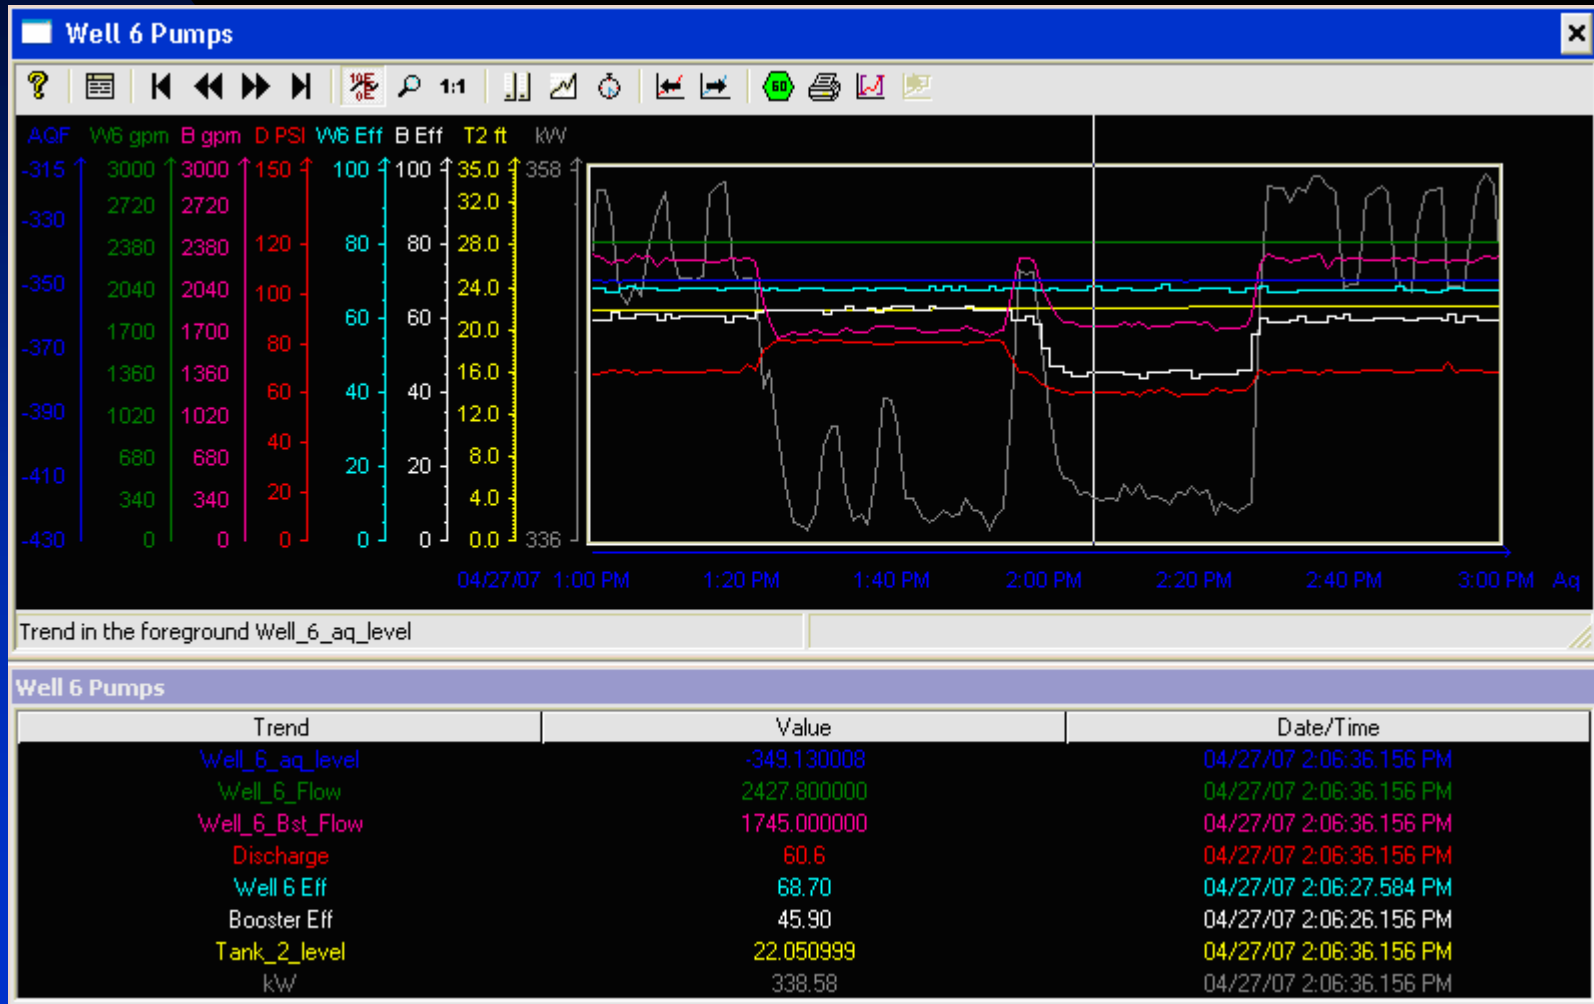 Well 6 Pumps
1:1
GO
AQF W6 gpm B gpm D PSI W6 Eff B Eff T2 ft kW
-315 3000 3000 150 100 100 35.0 358
-330 2720 2720 32.0
2380 2380 120 80 80 28.0
-350 2040 2040 100 24.0
1700 1700 60 60 20.0
-370 80
1360 1360 16.0
60 40 40
-390 1020 1020 12.0
40
680 680 8.0
-410 20 20
340 340 20 4.0
-430 0 0 0 0 0 0.0 336
04/27/07 1:00 PM 1:20 PM 1:40 PM 2:00 PM 2:20 PM 2:40 PM 3:00 PM Aq
Trend in the foreground Well_6_aq_level
Well 6 Pumps
Trend Value Date/Time
Well_6_aq_level -349.130008 04/27/07 2:06:36.156 PM
Well_6_Flow 2427.800000 04/27/07 2:06:36.156 PM
Well_6_Bst_Flow 1745.000000 04/27/07 2:06:36.156 PM
Discharge 60.6 04/27/07 2:06:36.156 PM
Well 6 Eff 68.70 04/27/07 2:06:27.584 PM
Booster Eff 45.90 04/27/07 2:06:26.156 PM
Tank_2_level 22.050999 04/27/07 2:06:36.156 PM
kW 338.58 04/27/07 2:06:36.156 PM